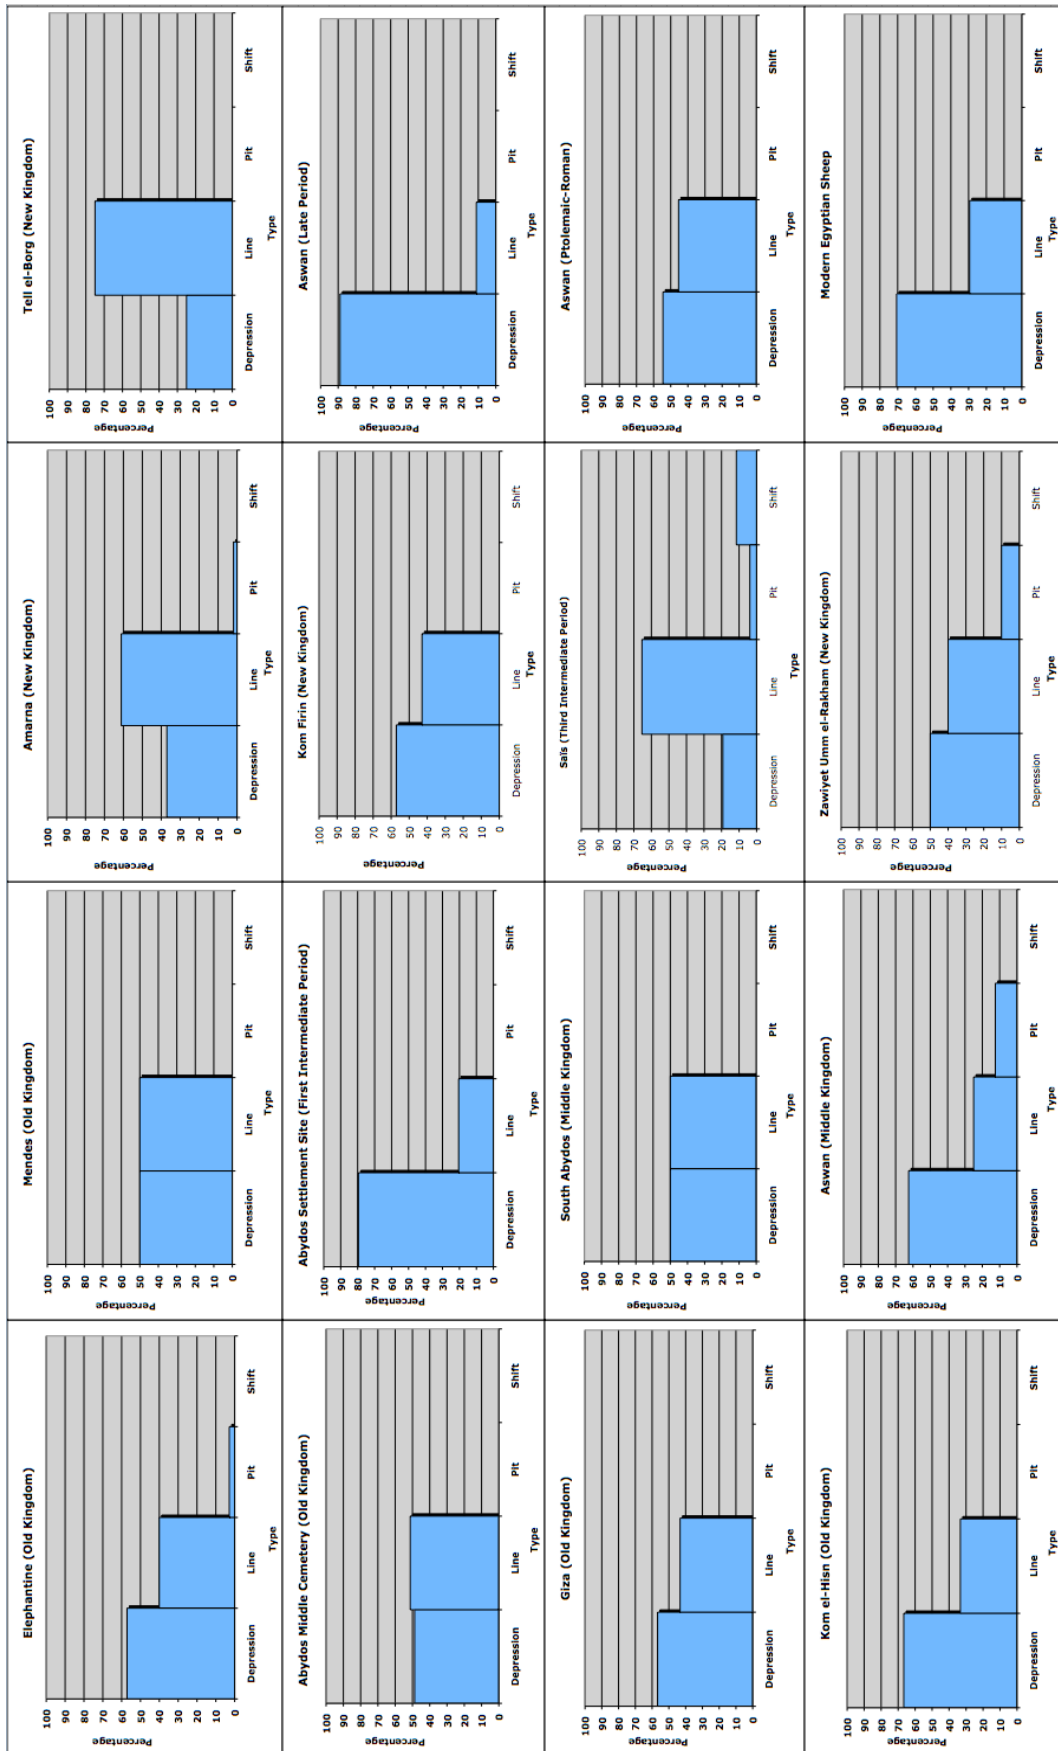 Elephantine (Old Kingdom)
Percentage
100
90
80
70
60
50
40
30
20
10
0
Depression Line Pit Shift
Type
Mendes (Old Kingdom)
Percentage
100
90
80
70
60
50
40
30
20
10
0
Depression Line Pit Shift
Type
Amarna (New Kingdom)
Percentage
100
90
80
70
60
50
40
30
20
10
0
Depression Line Pit Shift
Type
Tell el-Borg (New Kingdom)
Percentage
100
90
80
70
60
50
40
30
20
10
0
Depression Line Pit Shift
Type
Abydos Middle Cemetery (Old Kingdom)
Percentage
100
90
80
70
60
50
40
30
20
10
0
Depression Line Pit Shift
Type
Abydos Settlement Site (First Intermediate Period)
Percentage
100
90
80
70
60
50
40
30
20
10
0
Depression Line Pit Shift
Type
Kom Firin (New Kingdom)
Percentage
100
90
80
70
60
50
40
30
20
10
0
Depression Line Pit Shift
Type
Aswan (Late Period)
Percentage
100
90
80
70
60
50
40
30
20
10
0
Depression Line Pit Shift
Type
Giza (Old Kingdom)
Percentage
100
90
80
70
60
50
40
30
20
10
0
Depression Line Pit Shift
Type
South Abydos (Middle Kingdom)
Percentage
100
90
80
70
60
50
40
30
20
10
0
Depression Line Pit Shift
Type
Saïs (Third Intermediate Period)
Percentage
100
90
80
70
60
50
40
30
20
10
0
Depression Line Pit Shift
Type
Aswan (Ptolemaic-Roman)
Percentage
100
90
80
70
60
50
40
30
20
10
0
Depression Line Pit Shift
Type
Kom el-Hisn (Old Kingdom)
Percentage
100
90
80
70
60
50
40
30
20
10
0
Depression Line Pit Shift
Type
Aswan (Middle Kingdom)
Percentage
100
90
80
70
60
50
40
30
20
10
0
Depression Line Pit Shift
Type
Zawiyet Umm el-Rakham (New Kingdom)
Percentage
100
90
80
70
60
50
40
30
20
10
0
Depression Line Pit Shift
Type
Modern Egyptian Sheep
Percentage
100
90
80
70
60
50
40
30
20
10
0
Depression Line Pit Shift
Type